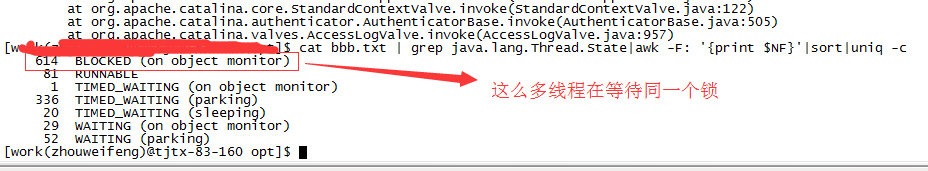 at org.apache.catalina.core.StandardContextValve.invoke(StandardContextValve.java:122)
at org.apache.catalina.authenticator.AuthenticatorBase.invoke(AuthenticatorBase.java:505)
at org.apache.catalina.valves.AccessLogValve.invoke(AccessLogValve.java:957)
[work( opt]$ cat bbb.txt | grep java.lang.Thread.State|awk -F: '{print $NF}'|sort|uniq -c
614 BLOCKED (on object monitor)
81 RUNNABLE
1 TIMED_WAITING (on object monitor)
336 TIMED_WAITING (parking)
20 TIMED_WAITING (sleeping)
29 WAITING (on object monitor)
52 WAITING (parking)
[work(zhouweifeng)@tjtx-83-160 opt]$
这么多线程在等待同一个锁